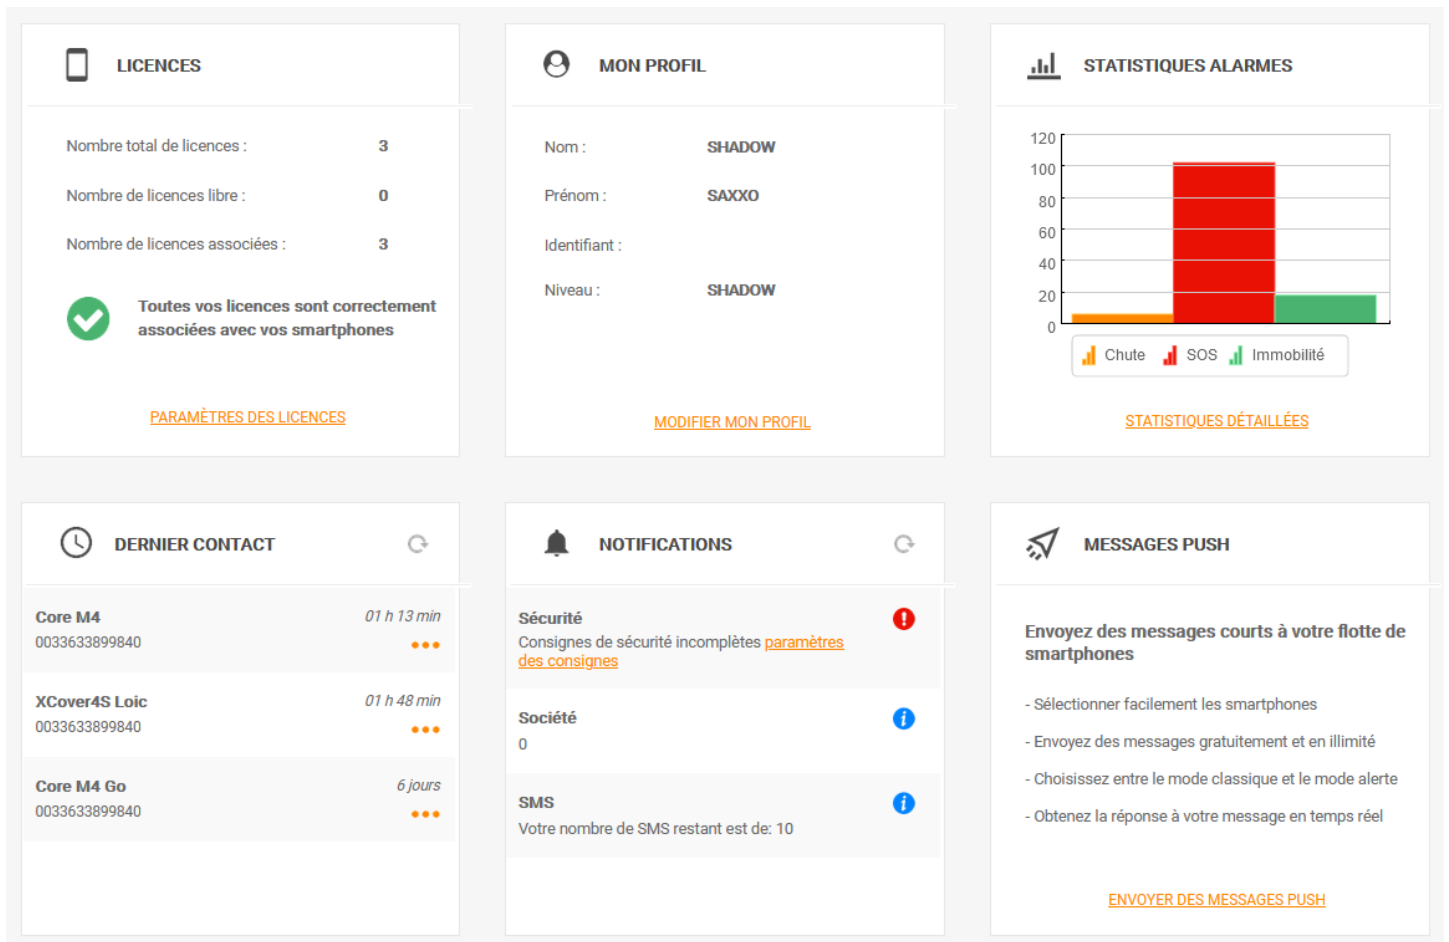 LICENCES
Nombre total de licences : 3
Nombre de licences libre : 0
Nombre de licences associées : 3
Toutes vos licences sont correctement
associées avec vos smartphones
PARAMÈTRES DES LICENCES
MON PROFIL
Nom : SHADOW
Prénom : SAXXO
Identifiant :
Niveau : SHADOW
MODIFIER MON PROFIL
STATISTIQUES ALARMES
120
100
80
60
40
20
0
Chute SOS Immobilité
STATISTIQUES DÉTAILLÉES
DERNIER CONTACT
Core M4 01 h 13 min
0033633899840
XCover4S Loic 01 h 48 min
0033633899840
Core M4 Go 6 jours
0033633899840
NOTIFICATIONS
Sécurité
Consignes de sécurité incomplètes paramètres
des consignes
Société
0
SMS
Votre nombre de SMS restant est de: 10
MESSAGES PUSH
Envoyez des messages courts à votre flotte de
smartphones
- Sélectionner facilement les smartphones
- Envoyez des messages gratuitement et en illimité
- Choisissez entre le mode classique et le mode alerte
- Obtenez la réponse à votre message en temps réel
ENVOYER DES MESSAGES PUSH